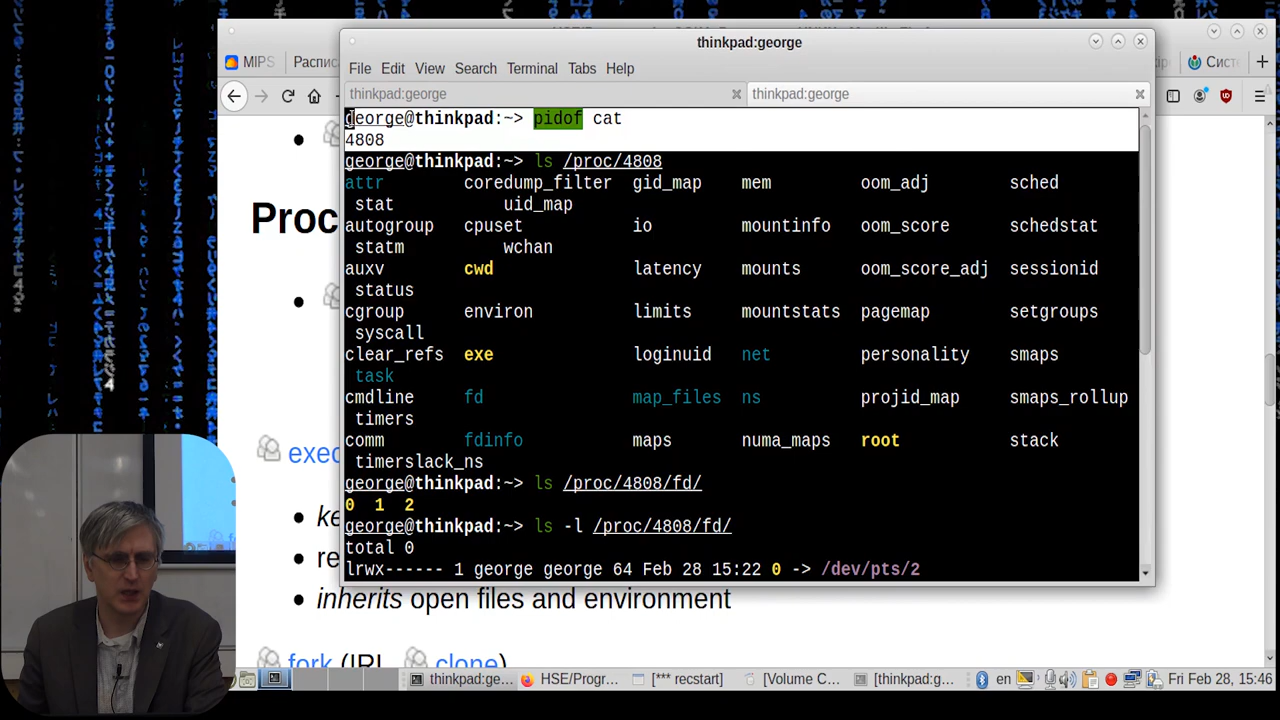 thinkpad:george
File Edit View Search Terminal Tabs Help
thinkpad:george
thinkpad:george
MIPS
Распис
Сист
george@thinkpad:~> pidof cat
4808
george@thinkpad:~> ls /proc/4808
attr coredump_filter gid_map mem oom_adj sched
stat uid_map
autogroup cpuset io mountinfo oom_score schedstat
statm wchan
auxv cwd latency mounts oom_score_adj sessionid
status
cgroup environ limits mountstats pagemap setgroups
syscall
clear_refs exe loginuid net personality smaps
task
cmdline fd map_files ns projid_map smaps_rollup
timers
comm fdinfo maps numa_maps root stack
timerslack_ns
george@thinkpad:~> ls /proc/4808/fd/
0 1 2
george@thinkpad:~> ls -l /proc/4808/fd/
total 0
lrwx------ 1 george george 64 Feb 28 15:22 0 -> /dev/pts/2
Proc
exec
ke
re
inherits open files and environment
fork (IRL clone)
thinkpad:ge... HSE/Progr... [*** recstart] [Volume C... [thinkpad:g... en Fri Feb 28, 15:46